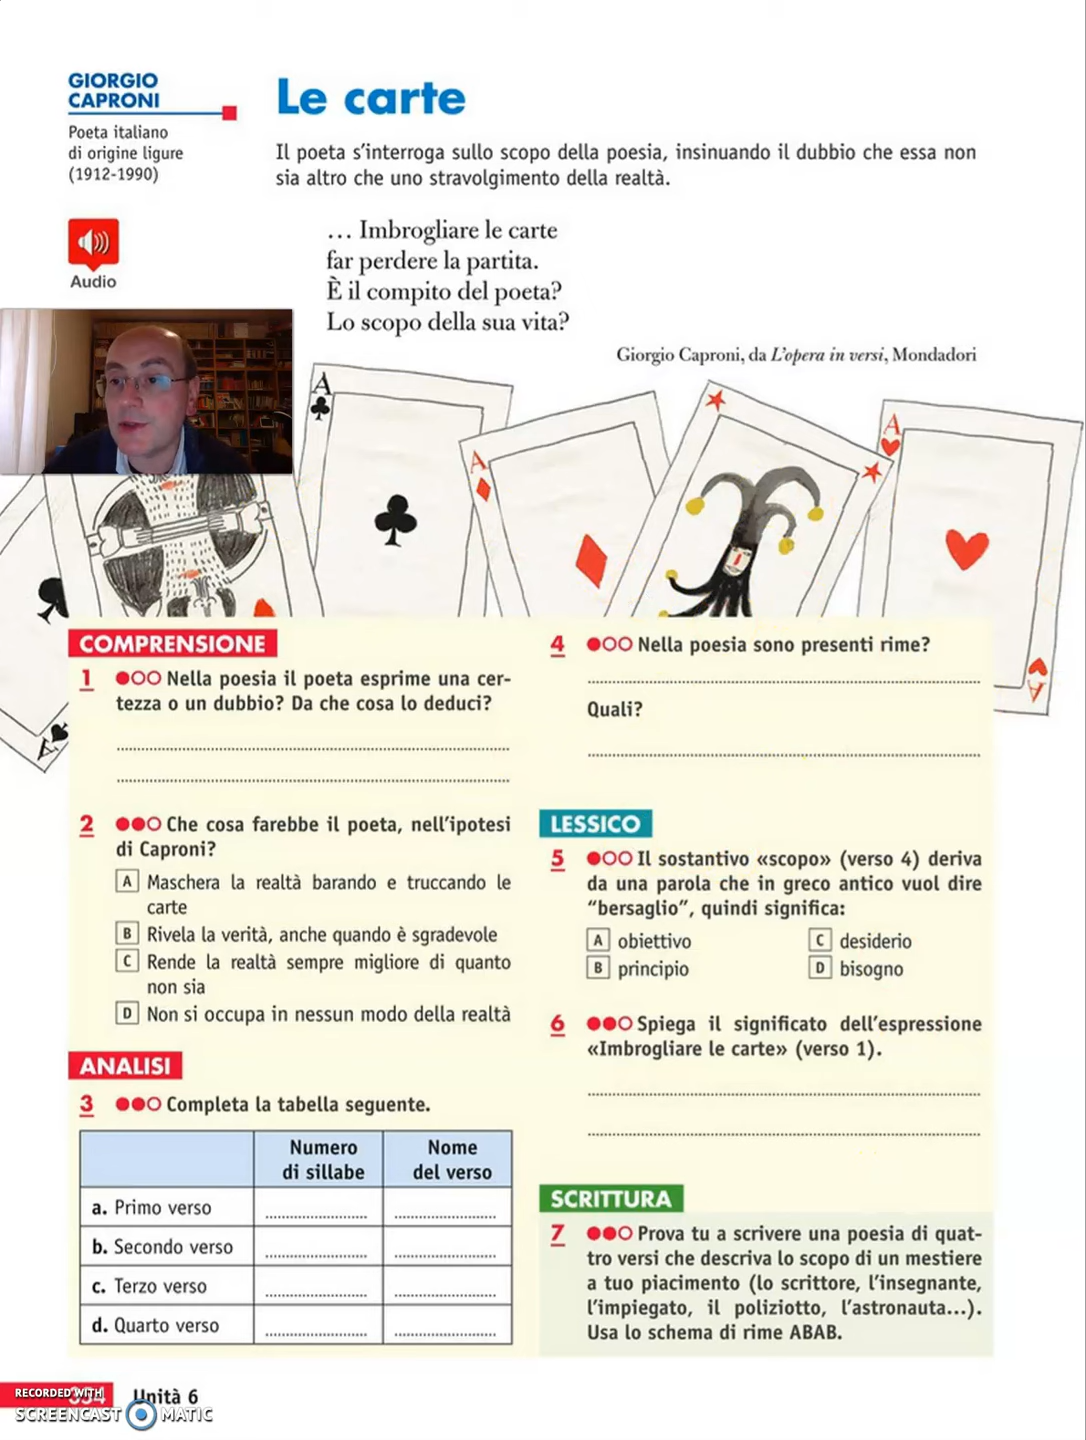 GIORGIO
CAPRONI
Poeta italiano
di origine ligure
(1912-1990)
Audio
Le carte
Il poeta s'interroga sullo scopo della poesia, insinuando il dubbio che essa non
sia altro che uno stravolgimento della realtà.
... Imbrogliare le carte
far perdere la partita.
È il compito del poeta?
Lo scopo della sua vita?
Giorgio Caproni, da L'opera in versi, Mondadori
A
A
A
A
A
COMPRENSIONE
1 Nella poesia il poeta esprime una cer-
tezza o un dubbio? Da che cosa lo deduci?
2 Che cosa farebbe il poeta, nell'ipotesi
di Caproni?
A Maschera la realtà barando e truccando le
carte
B Rivela la verità, anche quando è sgradevole
C Rende la realtà sempre migliore di quanto
non sia
D Non si occupa in nessun modo della realtà
ANALISI
3 Completa la tabella seguente.
Numero
di sillabe
Nome
del verso
a. Primo verso
b. Secondo verso
c. Terzo verso
d. Quarto verso
4 Nella poesia sono presenti rime?
Quali?
LESSICO
5 Il sostantivo «scopo» (verso 4) deriva
da una parola che in greco antico vuol dire
"bersaglio", quindi significa:
A obiettivo
B principio
C desiderio
D bisogno
6 Spiega il significato dell'espressione
«Imbrogliare le carte» (verso 1).
SCRITTURA
7 Prova tu a scrivere una poesia di quat-
tro versi che descriva lo scopo di un mestiere
a tuo piacimento (lo scrittore, l'insegnante,
l'impiegato, il poliziotto, l'astronauta...).
Usa lo schema di rime ABAB.
Unità 6
RECORDED WITH
SCREENCAST MATIC